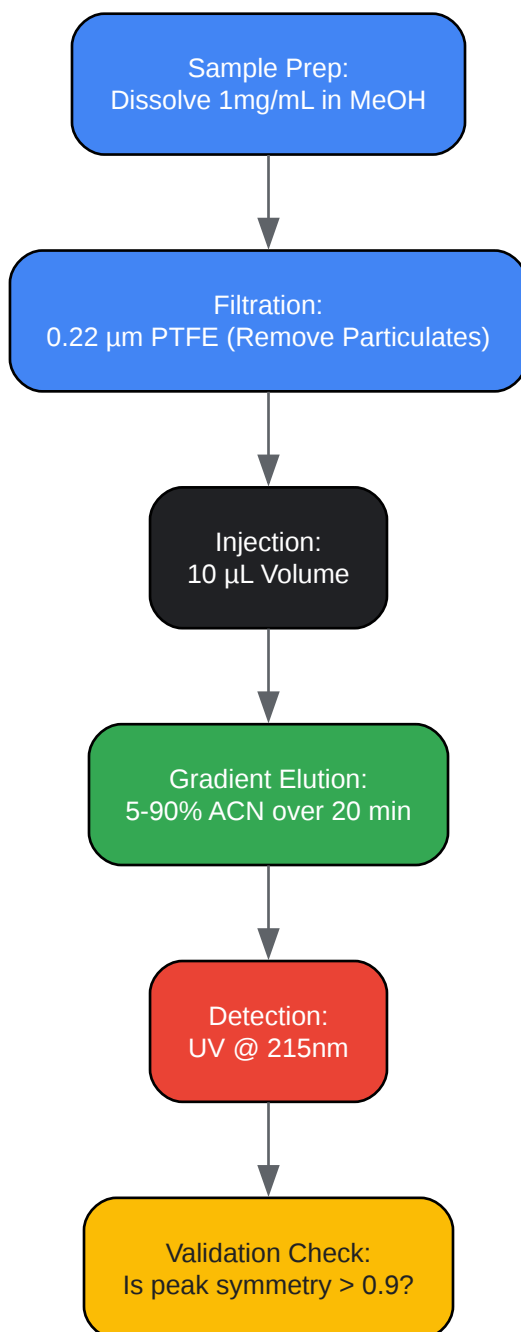 Sample Prep:
Dissolve 1mg/mL in MeOH
Filtration:
0.22 µm PTFE (Remove Particulates)
Injection:
10 µL Volume
Gradient Elution:
5-90% ACN over 20 min
Detection:
UV @ 215nm
Validation Check:
Is peak symmetry > 0.9?